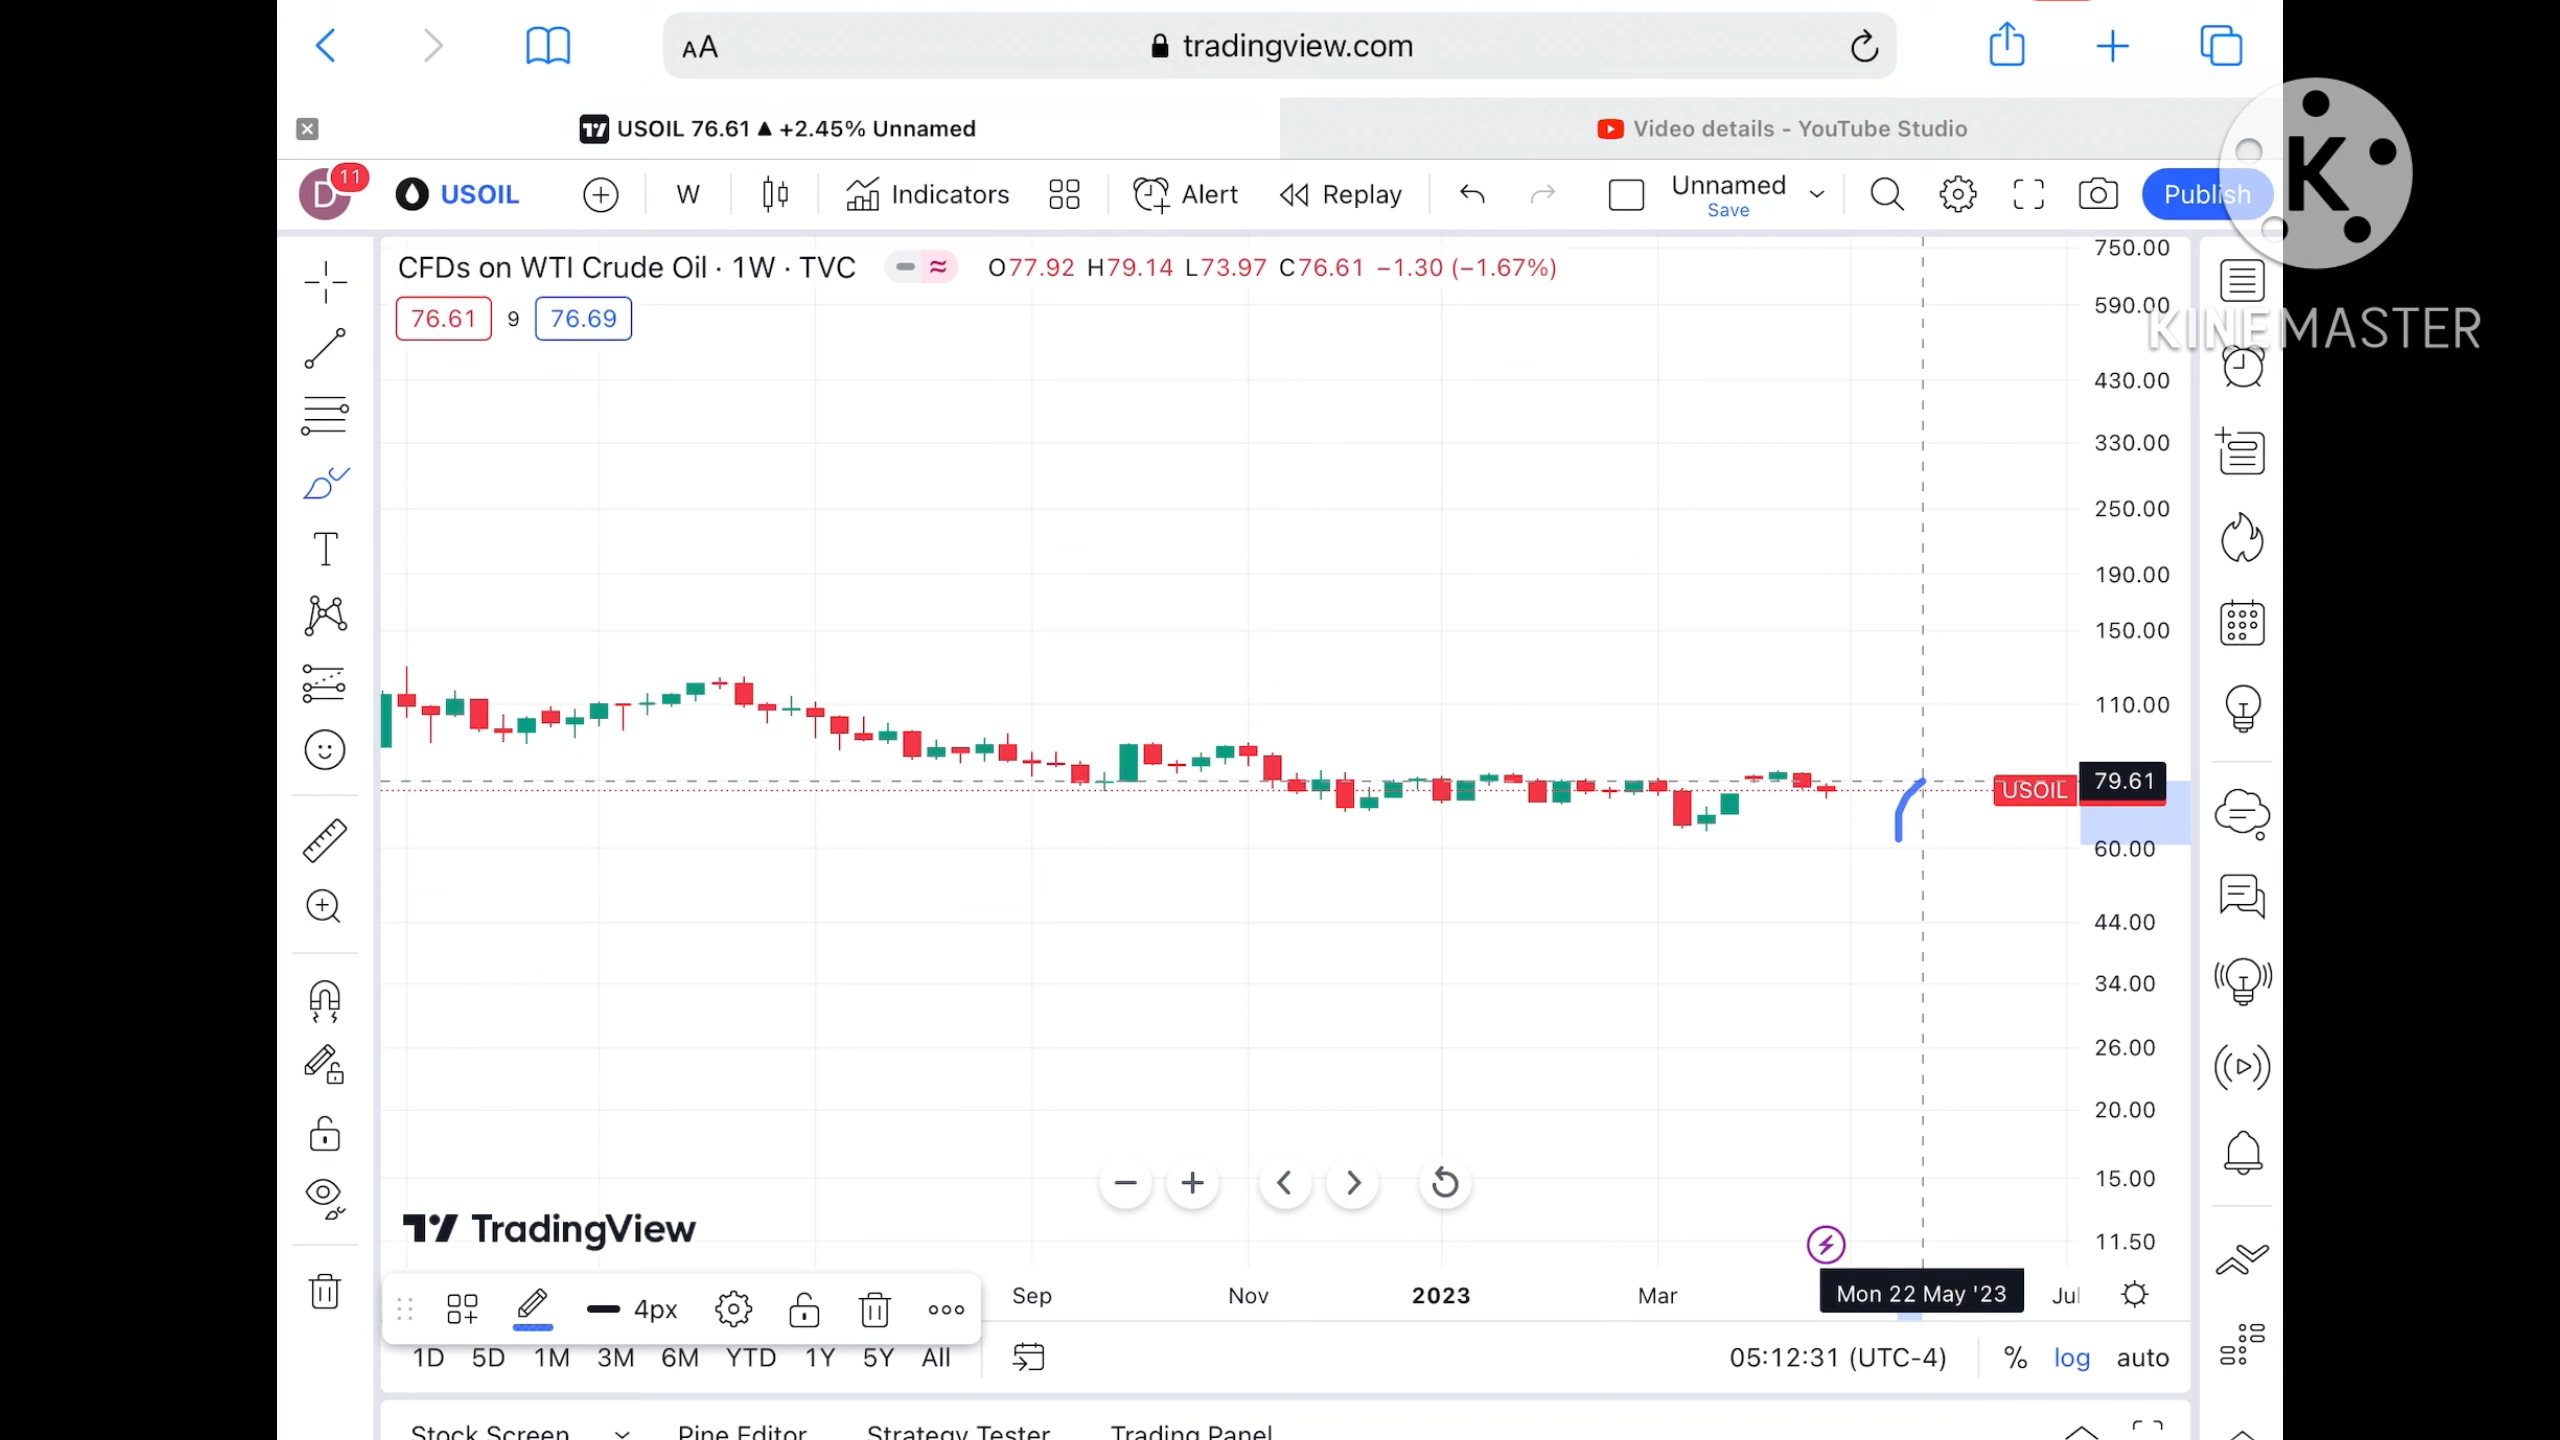 AA tradingview.com
USOIL 76.61 ▲ +2.45% Unnamed
Video details - YouTube Studio
D 11 USOIL W Indicators Alert Replay Unnamed Save Publish
K
KINEMASTER
CFDs on WTI Crude Oil · 1W · TVC O77.92 H79.14 L73.97 C76.61 −1.30 (−1.67%)
76.61 9 76.69
750.00
590.00
430.00
330.00
250.00
190.00
150.00
110.00
USOIL 79.61
60.00
44.00
34.00
26.00
20.00
15.00
11.50
TradingView
Sep Nov 2023 Mar Mon 22 May '23 Jul
4px
1D 5D 1M 3M 6M YTD 1Y 5Y All 05:12:31 (UTC-4) % log auto
Stock Screen Pine Editor Strategy Tester Trading Panel